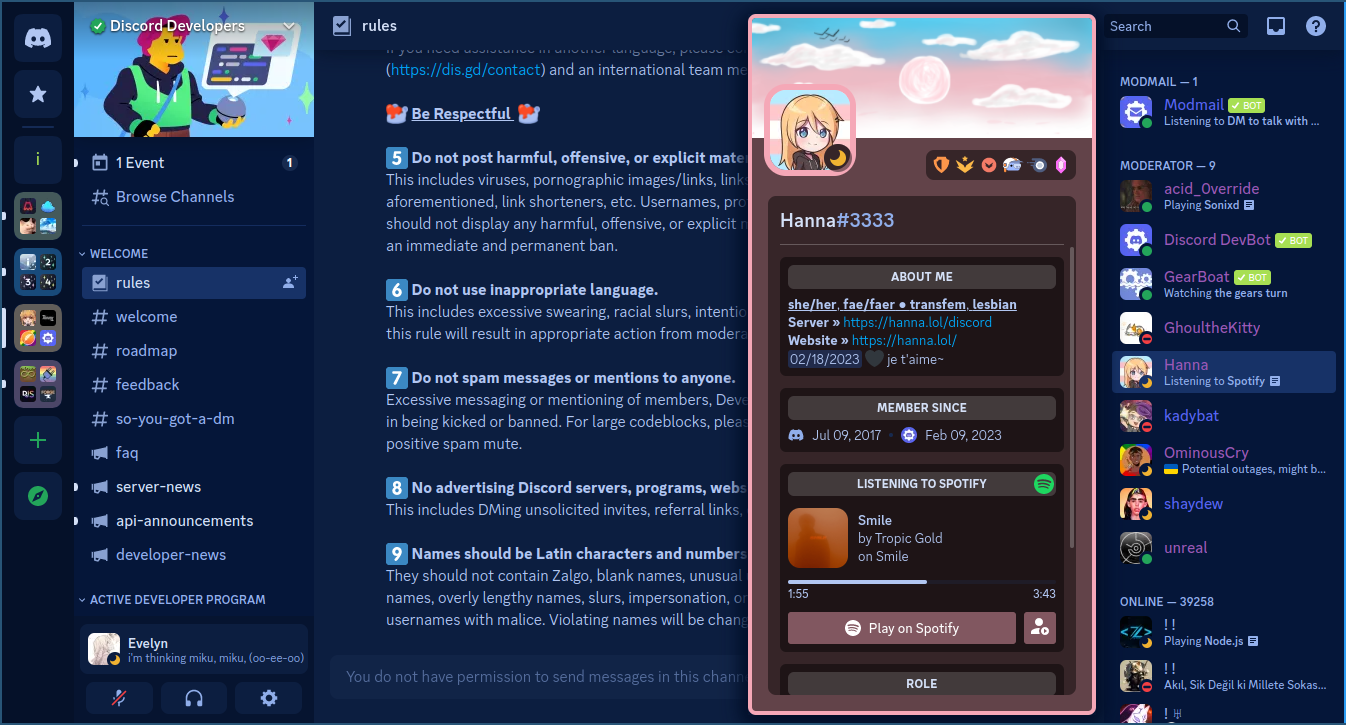 Discord Developers
1 Event
1
Browse Channels
WELCOME
rules
welcome
roadmap
feedback
so-you-got-a-dm
faq
server-news
api-announcements
developer-news
ACTIVE DEVELOPER PROGRAM
Evelyn
i'm thinking miku, miku, (oo-ee-oo)
rules
If you need assistance in another language, please
(https://dis.gd/contact) and an international team me
Be Respectful
5 Do not post harmful, offensive, or explicit mate
This includes viruses, pornographic images/links, link
aforementioned, link shorteners, etc. Usernames, pro
should not display any harmful, offensive, or explicit
an immediate and permanent ban.
6 Do not use inappropriate language.
This includes excessive swearing, racial slurs, intentio
this rule will result in appropriate action from modera
7 Do not spam messages or mentions to anyone.
Excessive messaging or mentioning of members, Deve
in being kicked or banned. For large codeblocks, pleas
positive spam mute.
8 No advertising Discord servers, programs, webs
This includes DMing unsolicited invites, referral links,
9 Names should be Latin characters and numbers
They should not contain Zalgo, blank names, unusual
names, overly lengthy names, slurs, impersonation, or
usernames with malice. Violating names will be chang
You do not have permission to send messages in this chann
Hanna#3333
ABOUT ME
she/her, fae/faer ● transfem, lesbian
Server » https://hanna.lol/discord
Website » https://hanna.lol/
02/18/2023 🖤 je t'aime~
MEMBER SINCE
Jul 09, 2017 • Feb 09, 2023
LISTENING TO SPOTIFY
Smile
by Tropic Gold
on Smile
1:55 3:43
Play on Spotify
ROLE
Search
MODMAIL — 1
Modmail ✓ BOT
Listening to DM to talk with ...
MODERATOR — 9
acid_0verride
Playing Sonixd
Discord DevBot ✓ BOT
GearBoat ✓ BOT
Watching the gears turn
GhoultheKitty
Hanna
Listening to Spotify
kadybat
OminousCry
🇺🇦 Potential outages, might b...
shaydew
unreal
ONLINE — 39258
! !
Playing Node.js
! !
Akıl, Sik Değil ki Millete Sokas...